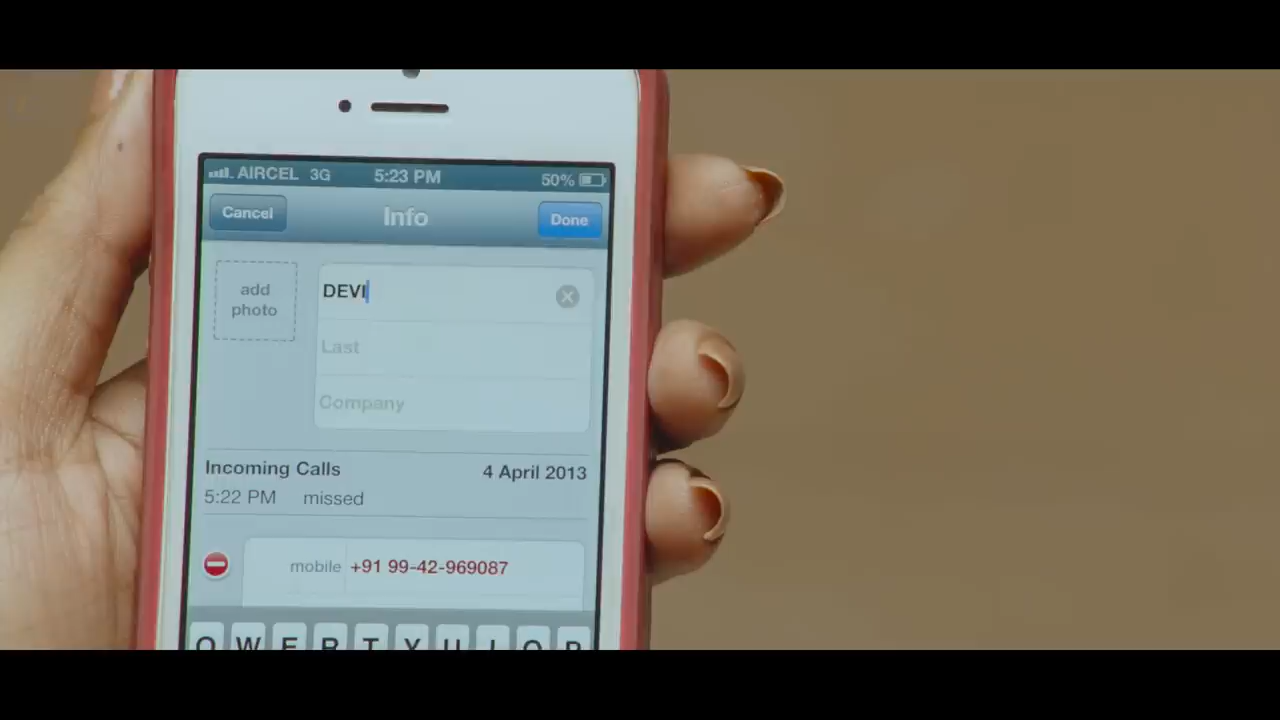 AIRCEL 3G 5:23 PM 50%
Cancel Info Done
add
photo
DEVI
Last
Company
Incoming Calls 4 April 2013
5:22 PM missed
mobile +91 99-42-969087
Q W E R T Y U I O P